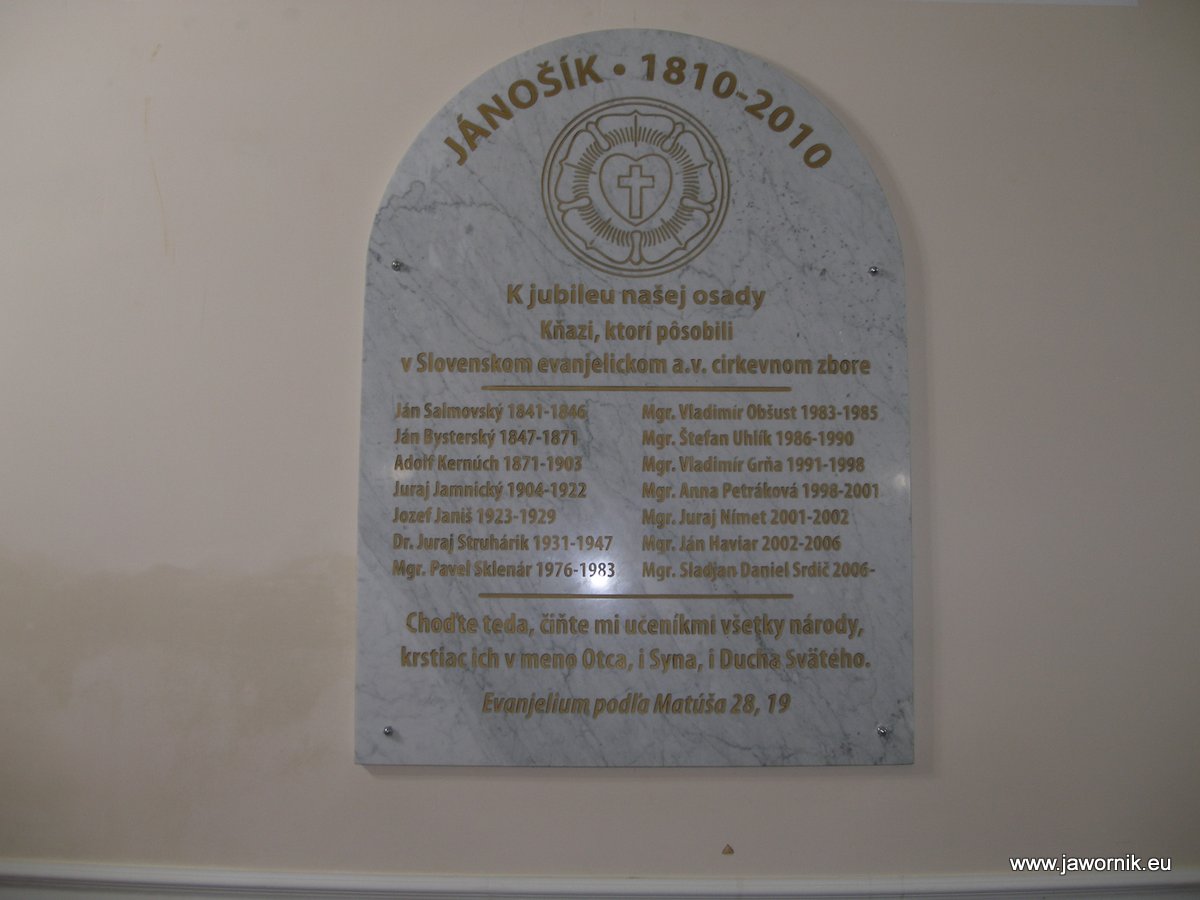 JÁNOŠÍK • 1810-2010
K jubileu našej osady
Kňazi, ktorí pôsobili
v Slovenskom evanjelickom a.v. cirkevnom zbore
Ján Salmovský 1841-1846
Ján Bysterský 1847-1871
Adolf Kernúch 1871-1903
Juraj Jamnický 1904-1922
Jozef Janiš 1923-1929
Dr. Juraj Struhárik 1931-1947
Mgr. Pavel Sklenár 1976-1983
Mgr. Vladimír Obšust 1983-1985
Mgr. Štefan Uhlík 1986-1990
Mgr. Vladimír Grňa 1991-1998
Mgr. Anna Petráková 1998-2001
Mgr. Juraj Nímet 2001-2002
Mgr. Ján Haviar 2002-2006
Mgr. Sladjan Daniel Srdič 2006-
Choďte teda, čiňte mi učeníkmi všetky národy,
krstiac ich v meno Otca, i Syna, i Ducha Svätého.
Evanjelium podľa Matúša 28, 19
www.jawornik.eu